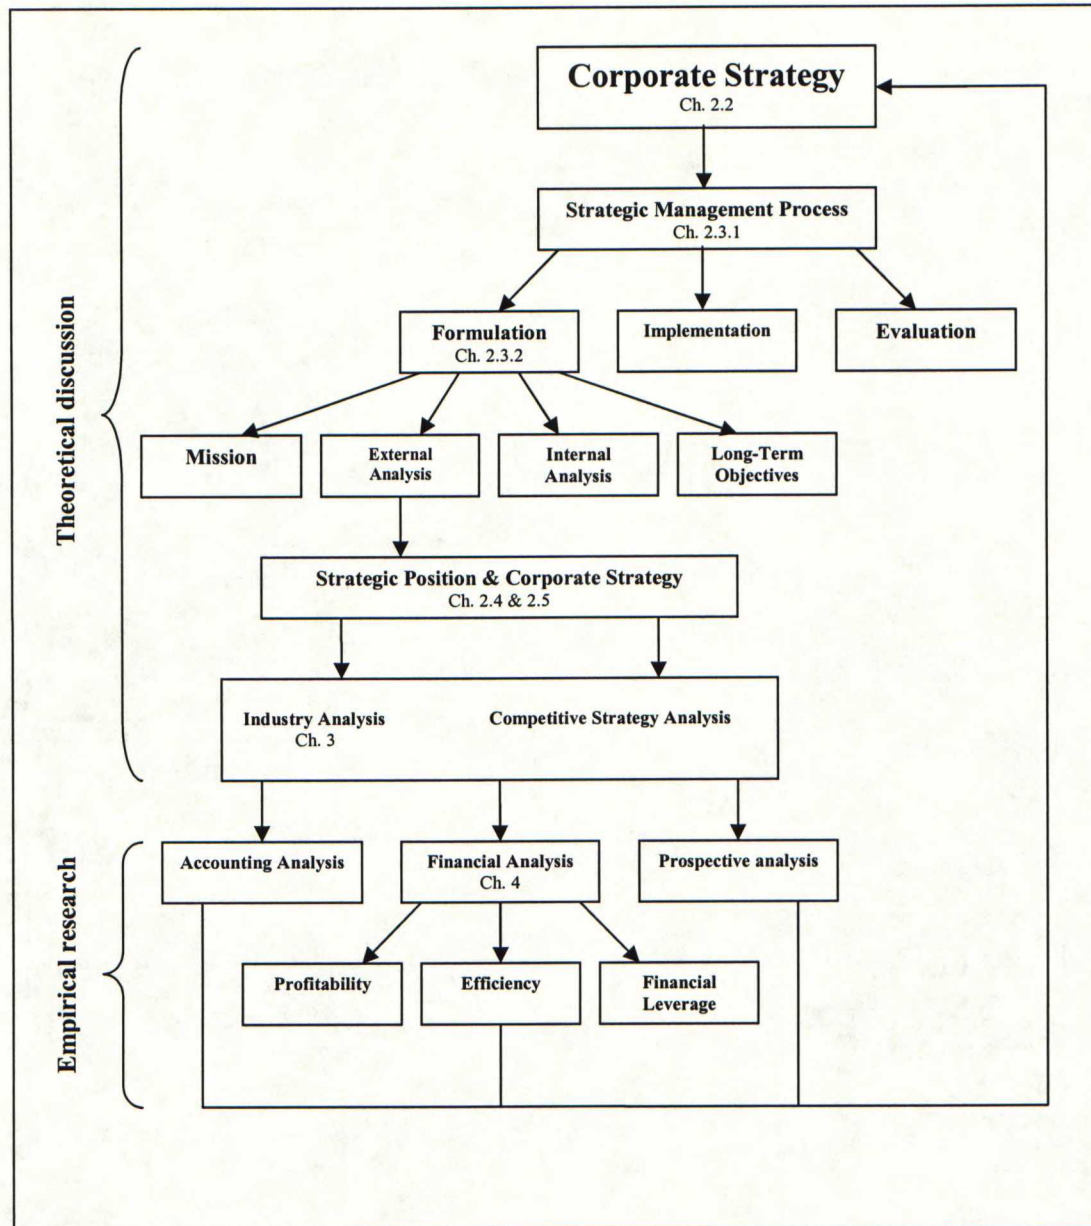 Corporate Strategy
Ch. 2.2
Strategic Management Process
Ch. 2.3.1
Formulation
Ch. 2.3.2
Implementation
Evaluation
Mission
External
Analysis
Internal
Analysis
Long-Term
Objectives
Strategic Position & Corporate Strategy
Ch. 2.4 & 2.5
Industry Analysis
Ch. 3
Competitive Strategy Analysis
Theoretical discussion
Accounting Analysis
Financial Analysis
Ch. 4
Prospective analysis
Profitability
Efficiency
Financial
Leverage
Empirical research